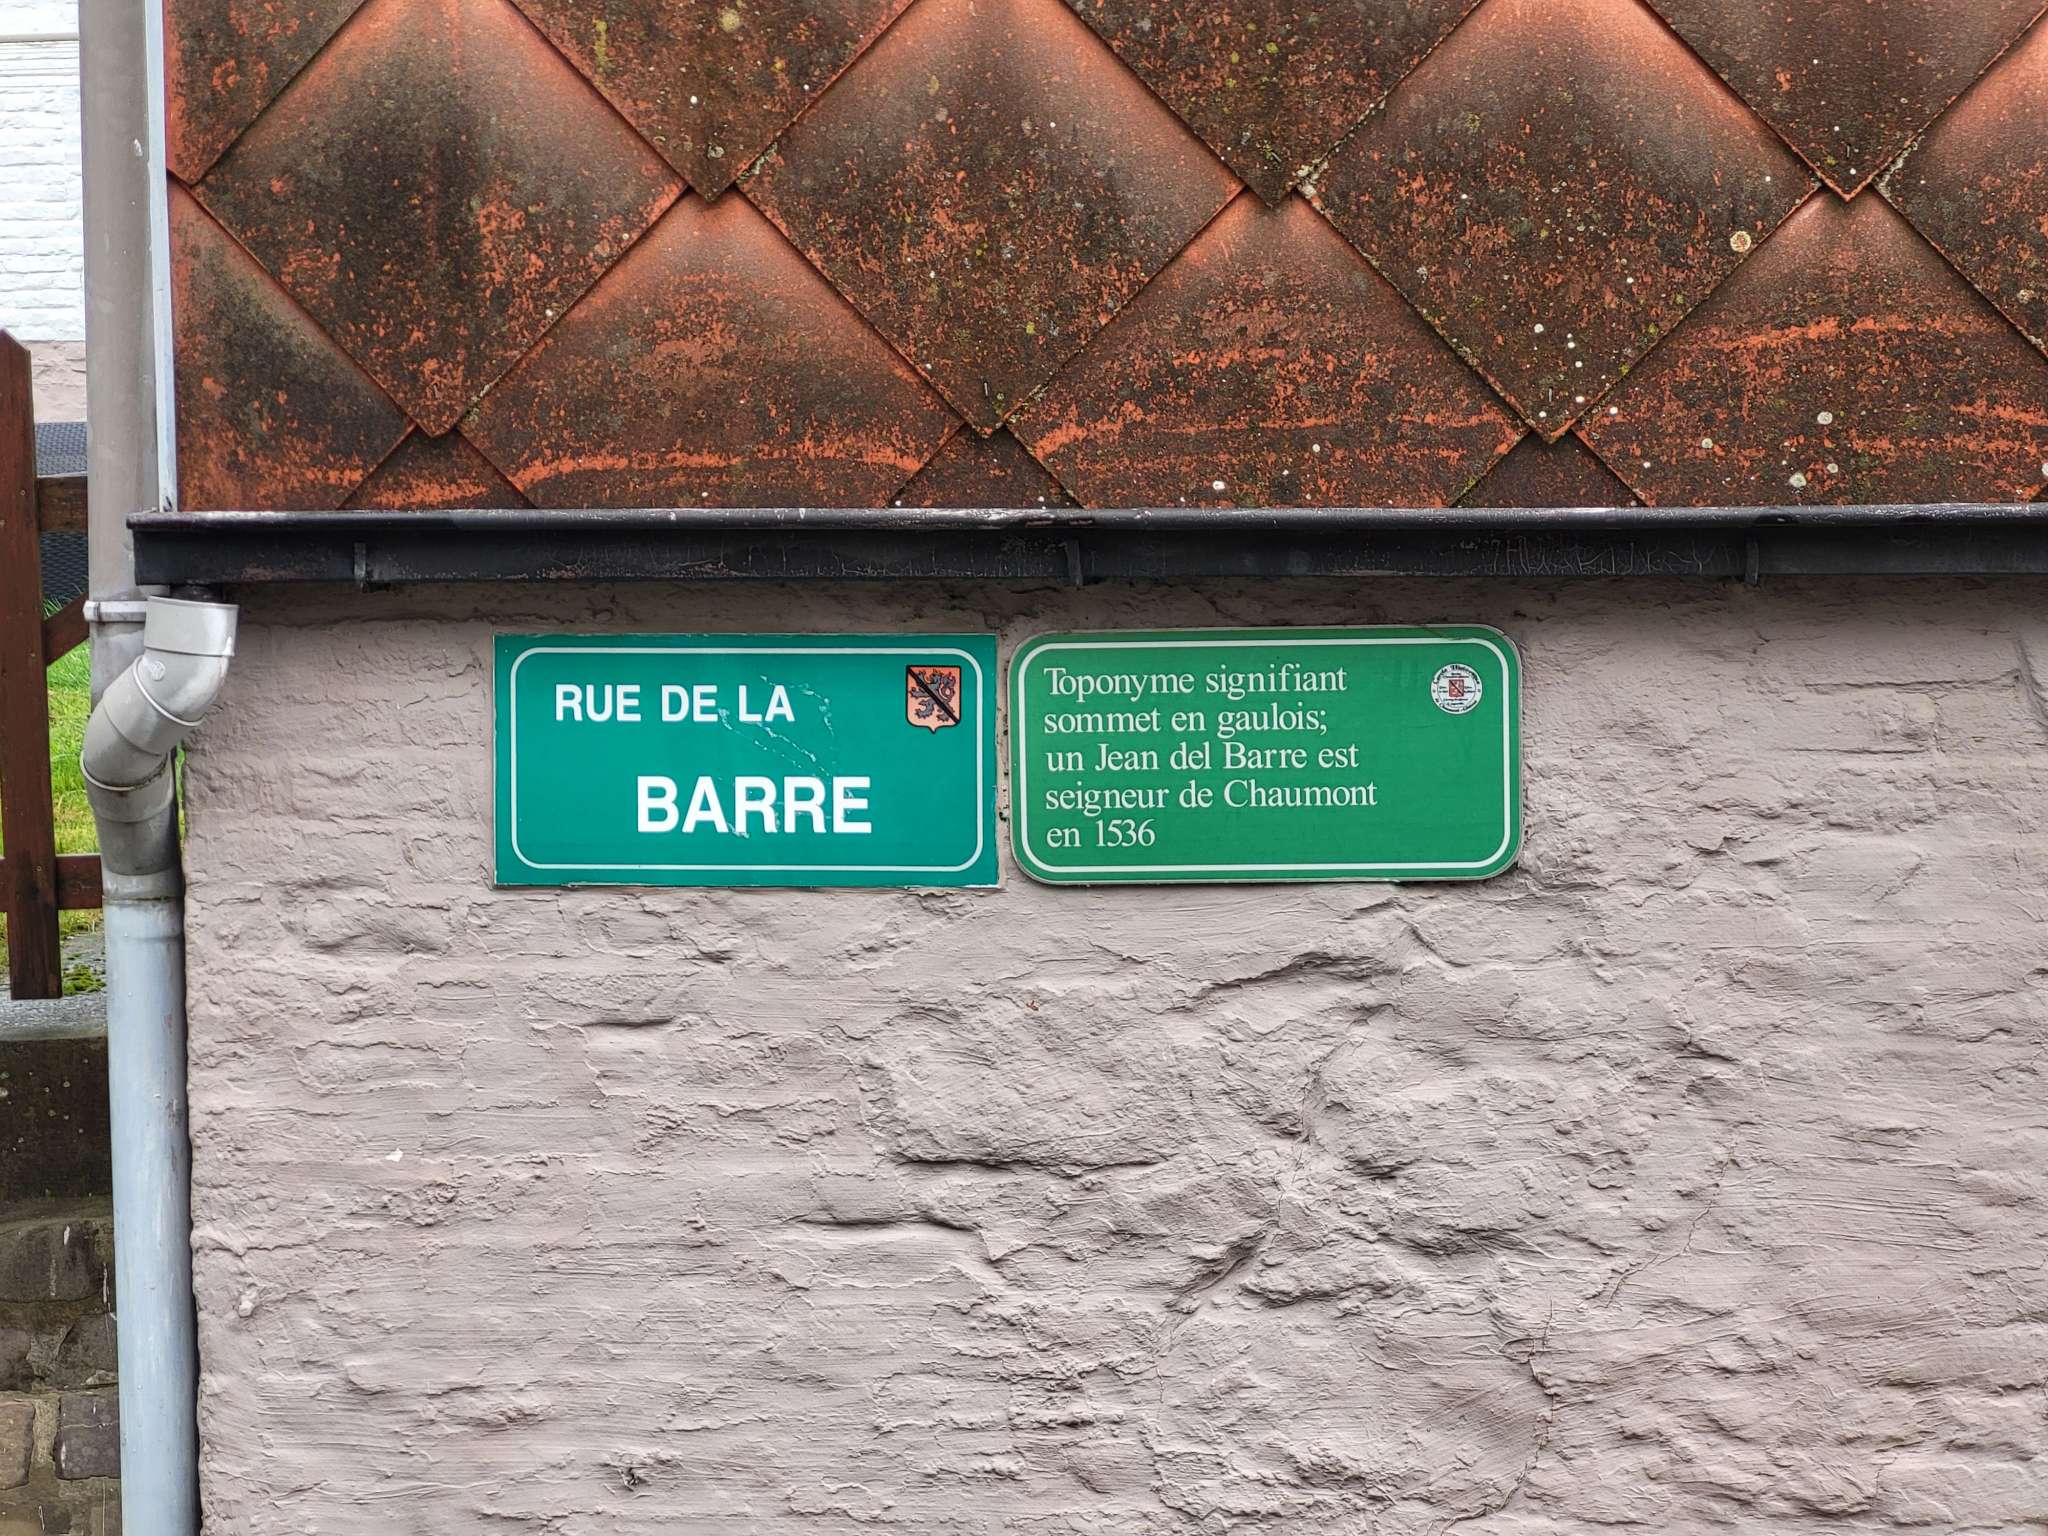 RUE DE LA
BARRE
Toponyme signifiant
sommet en gaulois;
un Jean del Barre est
seigneur de Chaumont
en 1536